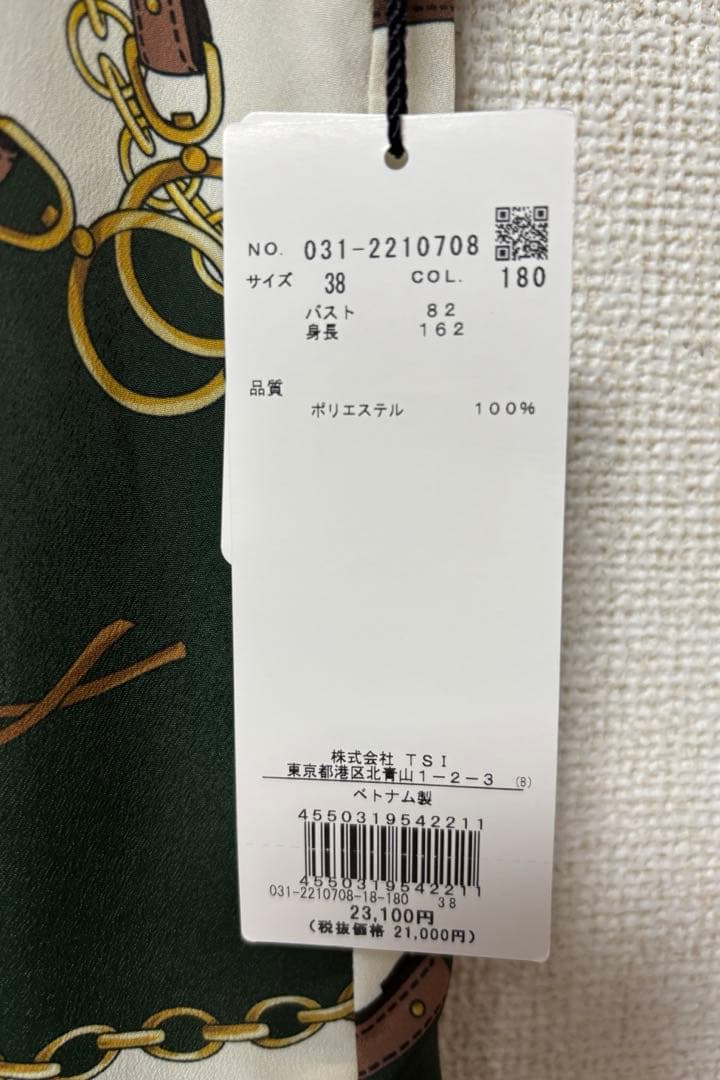 NO. 031-2210708
サイズ 38 COL. 180
バスト 82
身長 162
品質
ポリエステル 100%
株式会社 TSI
東京都港区北青山1-2-3 (B)
ベトナム製
4550319542211
4550319542211
031-2210708-18-180 38
23,100円
(税抜価格 21,000円)